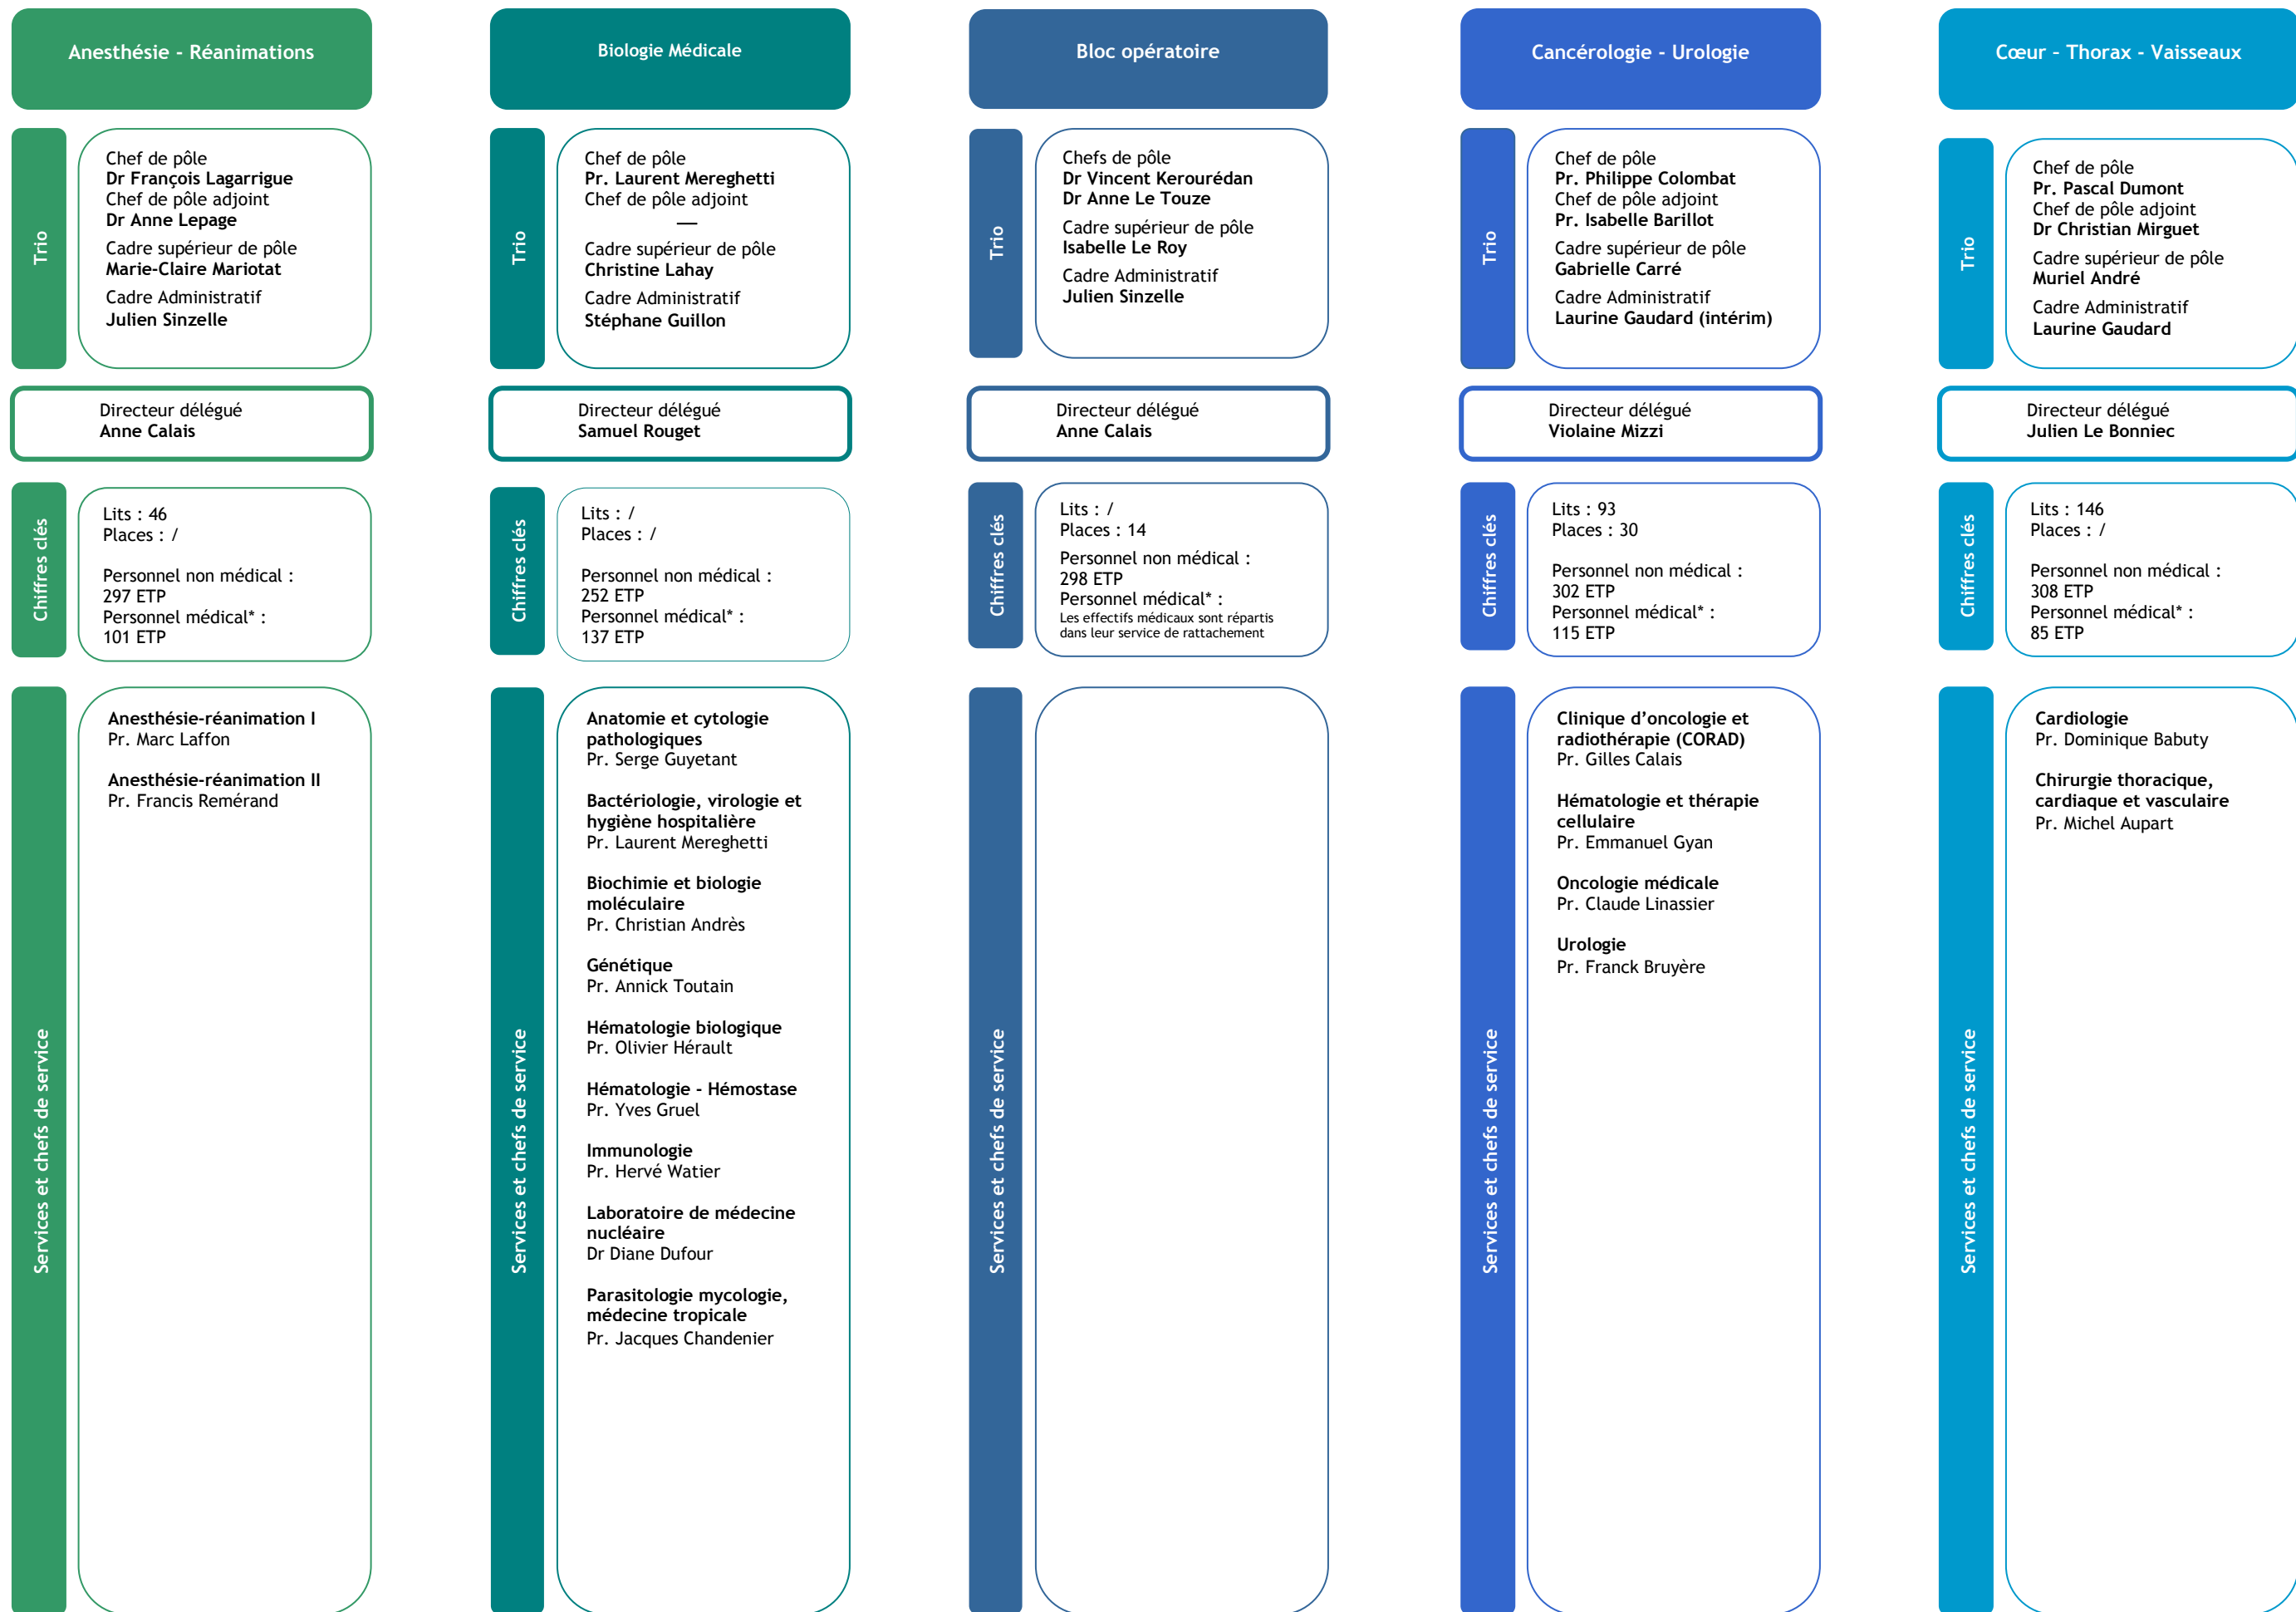 Anesthésie - Réanimations
Trio
Chef de pôle
Dr François Lagarrigue
Chef de pôle adjoint
Dr Anne Lepage
Cadre supérieur de pôle
Marie-Claire Mariotat
Cadre Administratif
Julien Sinzelle
Directeur délégué
Anne Calais
Chiffres clés
Lits : 46
Places : /
Personnel non médical :
297 ETP
Personnel médical* :
101 ETP
Services et chefs de service
Anesthésie-réanimation I
Pr. Marc Laffon
Anesthésie-réanimation II
Pr. Francis Remérand
Biologie Médicale
Trio
Chef de pôle
Pr. Laurent Mereghetti
Chef de pôle adjoint
—
Cadre supérieur de pôle
Christine Lahay
Cadre Administratif
Stéphane Guillon
Directeur délégué
Samuel Rouget
Chiffres clés
Lits : /
Places : /
Personnel non médical :
252 ETP
Personnel médical* :
137 ETP
Services et chefs de service
Anatomie et cytologie
pathologiques
Pr. Serge Guyetant
Bactériologie, virologie et
hygiène hospitalière
Pr. Laurent Mereghetti
Biochimie et biologie
moléculaire
Pr. Christian Andrès
Génétique
Pr. Annick Toutain
Hématologie biologique
Pr. Olivier Hérault
Hématologie - Hémostase
Pr. Yves Gruel
Immunologie
Pr. Hervé Watier
Laboratoire de médecine
nucléaire
Dr Diane Dufour
Parasitologie mycologie,
médecine tropicale
Pr. Jacques Chandenier
Bloc opératoire
Trio
Chefs de pôle
Dr Vincent Kerourédan
Dr Anne Le Touze
Cadre supérieur de pôle
Isabelle Le Roy
Cadre Administratif
Julien Sinzelle
Directeur délégué
Anne Calais
Chiffres clés
Lits : /
Places : 14
Personnel non médical :
298 ETP
Personnel médical* :
Les effectifs médicaux sont répartis
dans leur service de rattachement
Services et chefs de service
Cancérologie - Urologie
Trio
Chef de pôle
Pr. Philippe Colombat
Chef de pôle adjoint
Pr. Isabelle Barillot
Cadre supérieur de pôle
Gabrielle Carré
Cadre Administratif
Laurine Gaudard (intérim)
Directeur délégué
Violaine Mizzi
Chiffres clés
Lits : 93
Places : 30
Personnel non médical :
302 ETP
Personnel médical* :
115 ETP
Services et chefs de service
Clinique d’oncologie et
radiothérapie (CORAD)
Pr. Gilles Calais
Hématologie et thérapie
cellulaire
Pr. Emmanuel Gyan
Oncologie médicale
Pr. Claude Linassier
Urologie
Pr. Franck Bruyère
Cœur - Thorax - Vaisseaux
Trio
Chef de pôle
Pr. Pascal Dumont
Chef de pôle adjoint
Dr Christian Mirguet
Cadre supérieur de pôle
Muriel André
Cadre Administratif
Laurine Gaudard
Directeur délégué
Julien Le Bonniec
Chiffres clés
Lits : 146
Places : /
Personnel non médical :
308 ETP
Personnel médical* :
85 ETP
Services et chefs de service
Cardiologie
Pr. Dominique Babuty
Chirurgie thoracique,
cardiaque et vasculaire
Pr. Michel Aupart